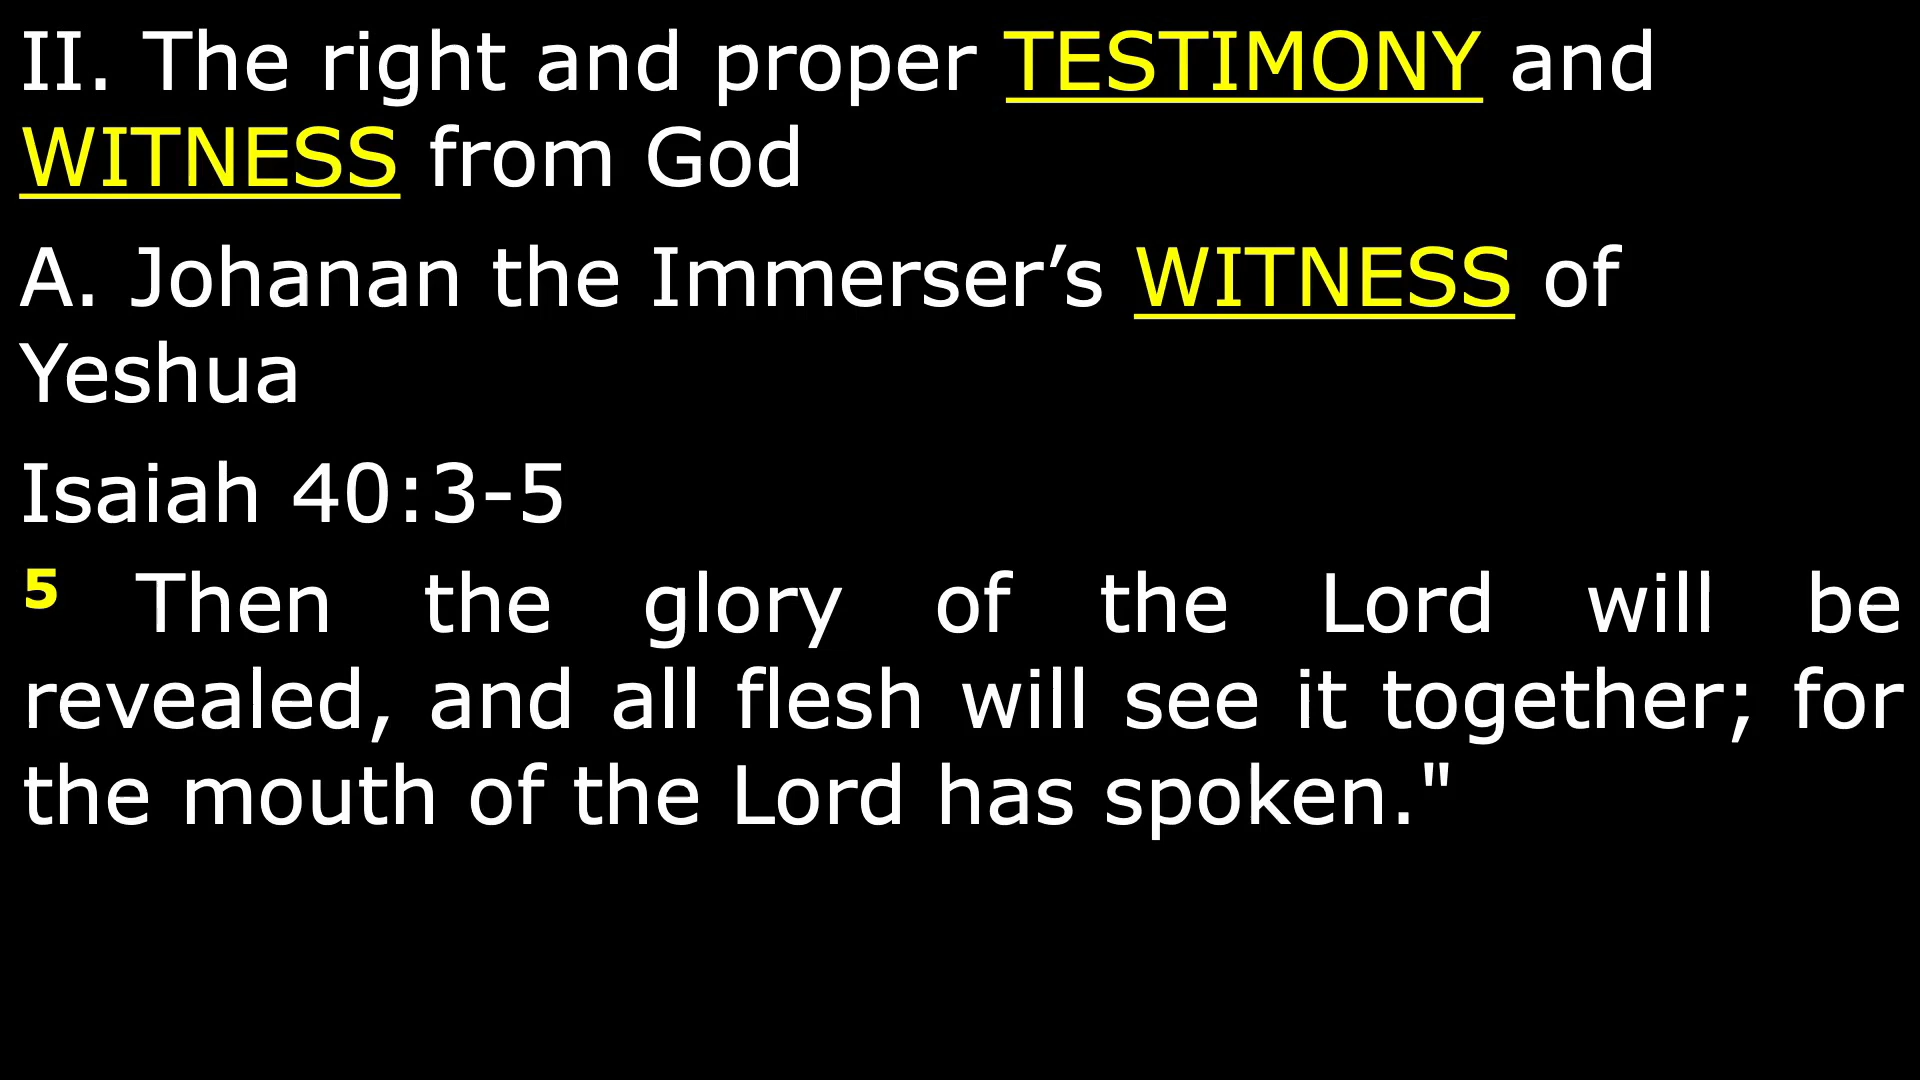 II. The right and proper TESTIMONY and
WITNESS from God
A. Johanan the Immerser’s WITNESS of
Yeshua
Isaiah 40:3-5
5 Then the glory of the Lord will be
revealed, and all flesh will see it together; for
the mouth of the Lord has spoken."